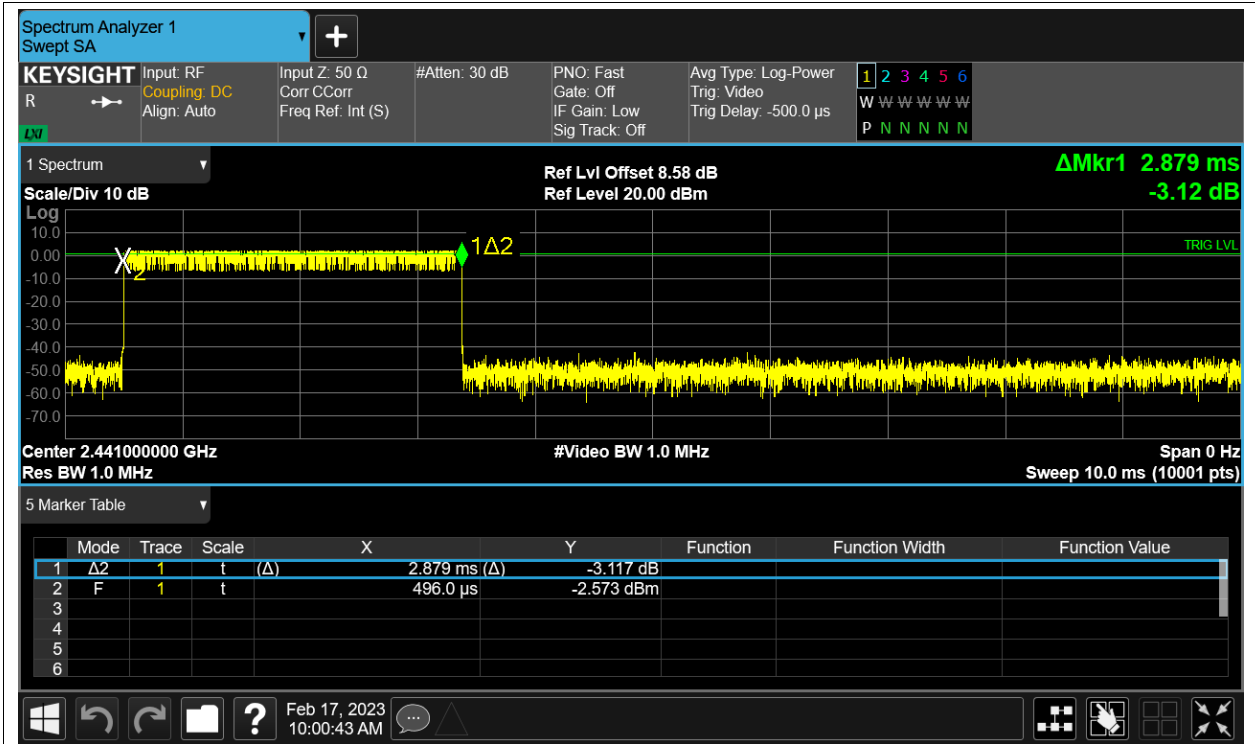 Spectrum Analyzer 1
Swept SA
KEYSIGHT Input: RF Input Z: 50 Ω #Atten: 30 dB PNO: Fast Avg Type: Log-Power 1 2 3 4 5 6
R Coupling: DC Corr CCorr Gate: Off Trig: Video W W W W W W
Align: Auto Freq Ref: Int (S) IF Gain: Low Trig Delay: -500.0 µs
LXI Sig Track: Off P N N N N N
1 Spectrum Ref Lvl Offset 8.58 dB ΔMkr1 2.879 ms
Scale/Div 10 dB Ref Level 20.00 dBm -3.12 dB
Log
10.0
0.00
-10.0
-20.0
-30.0
-40.0
-50.0
-60.0
-70.0
X2
1Δ2
TRIG LVL
Center 2.441000000 GHz #Video BW 1.0 MHz Span 0 Hz
Res BW 1.0 MHz Sweep 10.0 ms (10001 pts)
5 Marker Table
Mode Trace Scale X Y Function Function Width Function Value
1 Δ2 1 t (Δ) 2.879 ms (Δ) -3.117 dB
2 F 1 t 496.0 µs -2.573 dBm
3
4
5
6
? Feb 17, 2023
10:00:43 AM